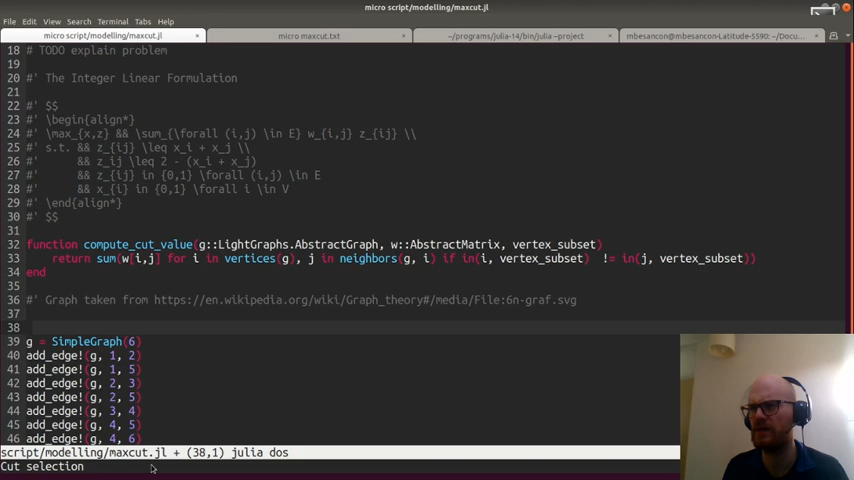 micro script/modelling/maxcut.jl
File Edit View Search Terminal Tabs Help
micro script/modelling/maxcut.jl × micro maxcut.txt × ~/programs/julia-14/bin/julia --project × mbesancon@mbesancon-Latitude-5590: ~/Docu... ×
18 # TODO explain problem
19
20 #' The Integer Linear Formulation
21
22 #' $$
23 #' \begin{align*}
24 #' \max_{x,z} && \sum_{\forall (i,j) \in E} w_{i,j} z_{ij} \\
25 #' s.t. && z_{ij} \leq x_i + x_j \\
26 #' && z_ij \leq 2 - (x_i + x_j)
27 #' && z_{ij} in {0,1} \forall (i,j) \in E
28 #' && x_{i} in {0,1} \forall i \in V
29 #' \end{align*}
30 #' $$
31
32 function compute_cut_value(g::LightGraphs.AbstractGraph, w::AbstractMatrix, vertex_subset)
33 return sum(w[i,j] for i in vertices(g), j in neighbors(g, i) if in(i, vertex_subset) != in(j, vertex_subset))
34 end
35
36 #' Graph taken from https://en.wikipedia.org/wiki/Graph_theory#/media/File:6n-graf.svg
37
38
39 g = SimpleGraph(6)
40 add_edge!(g, 1, 2)
41 add_edge!(g, 1, 5)
42 add_edge!(g, 2, 3)
43 add_edge!(g, 2, 5)
44 add_edge!(g, 3, 4)
45 add_edge!(g, 4, 5)
46 add_edge!(g, 4, 6)
script/modelling/maxcut.jl + (38,1) julia dos
Cut selection